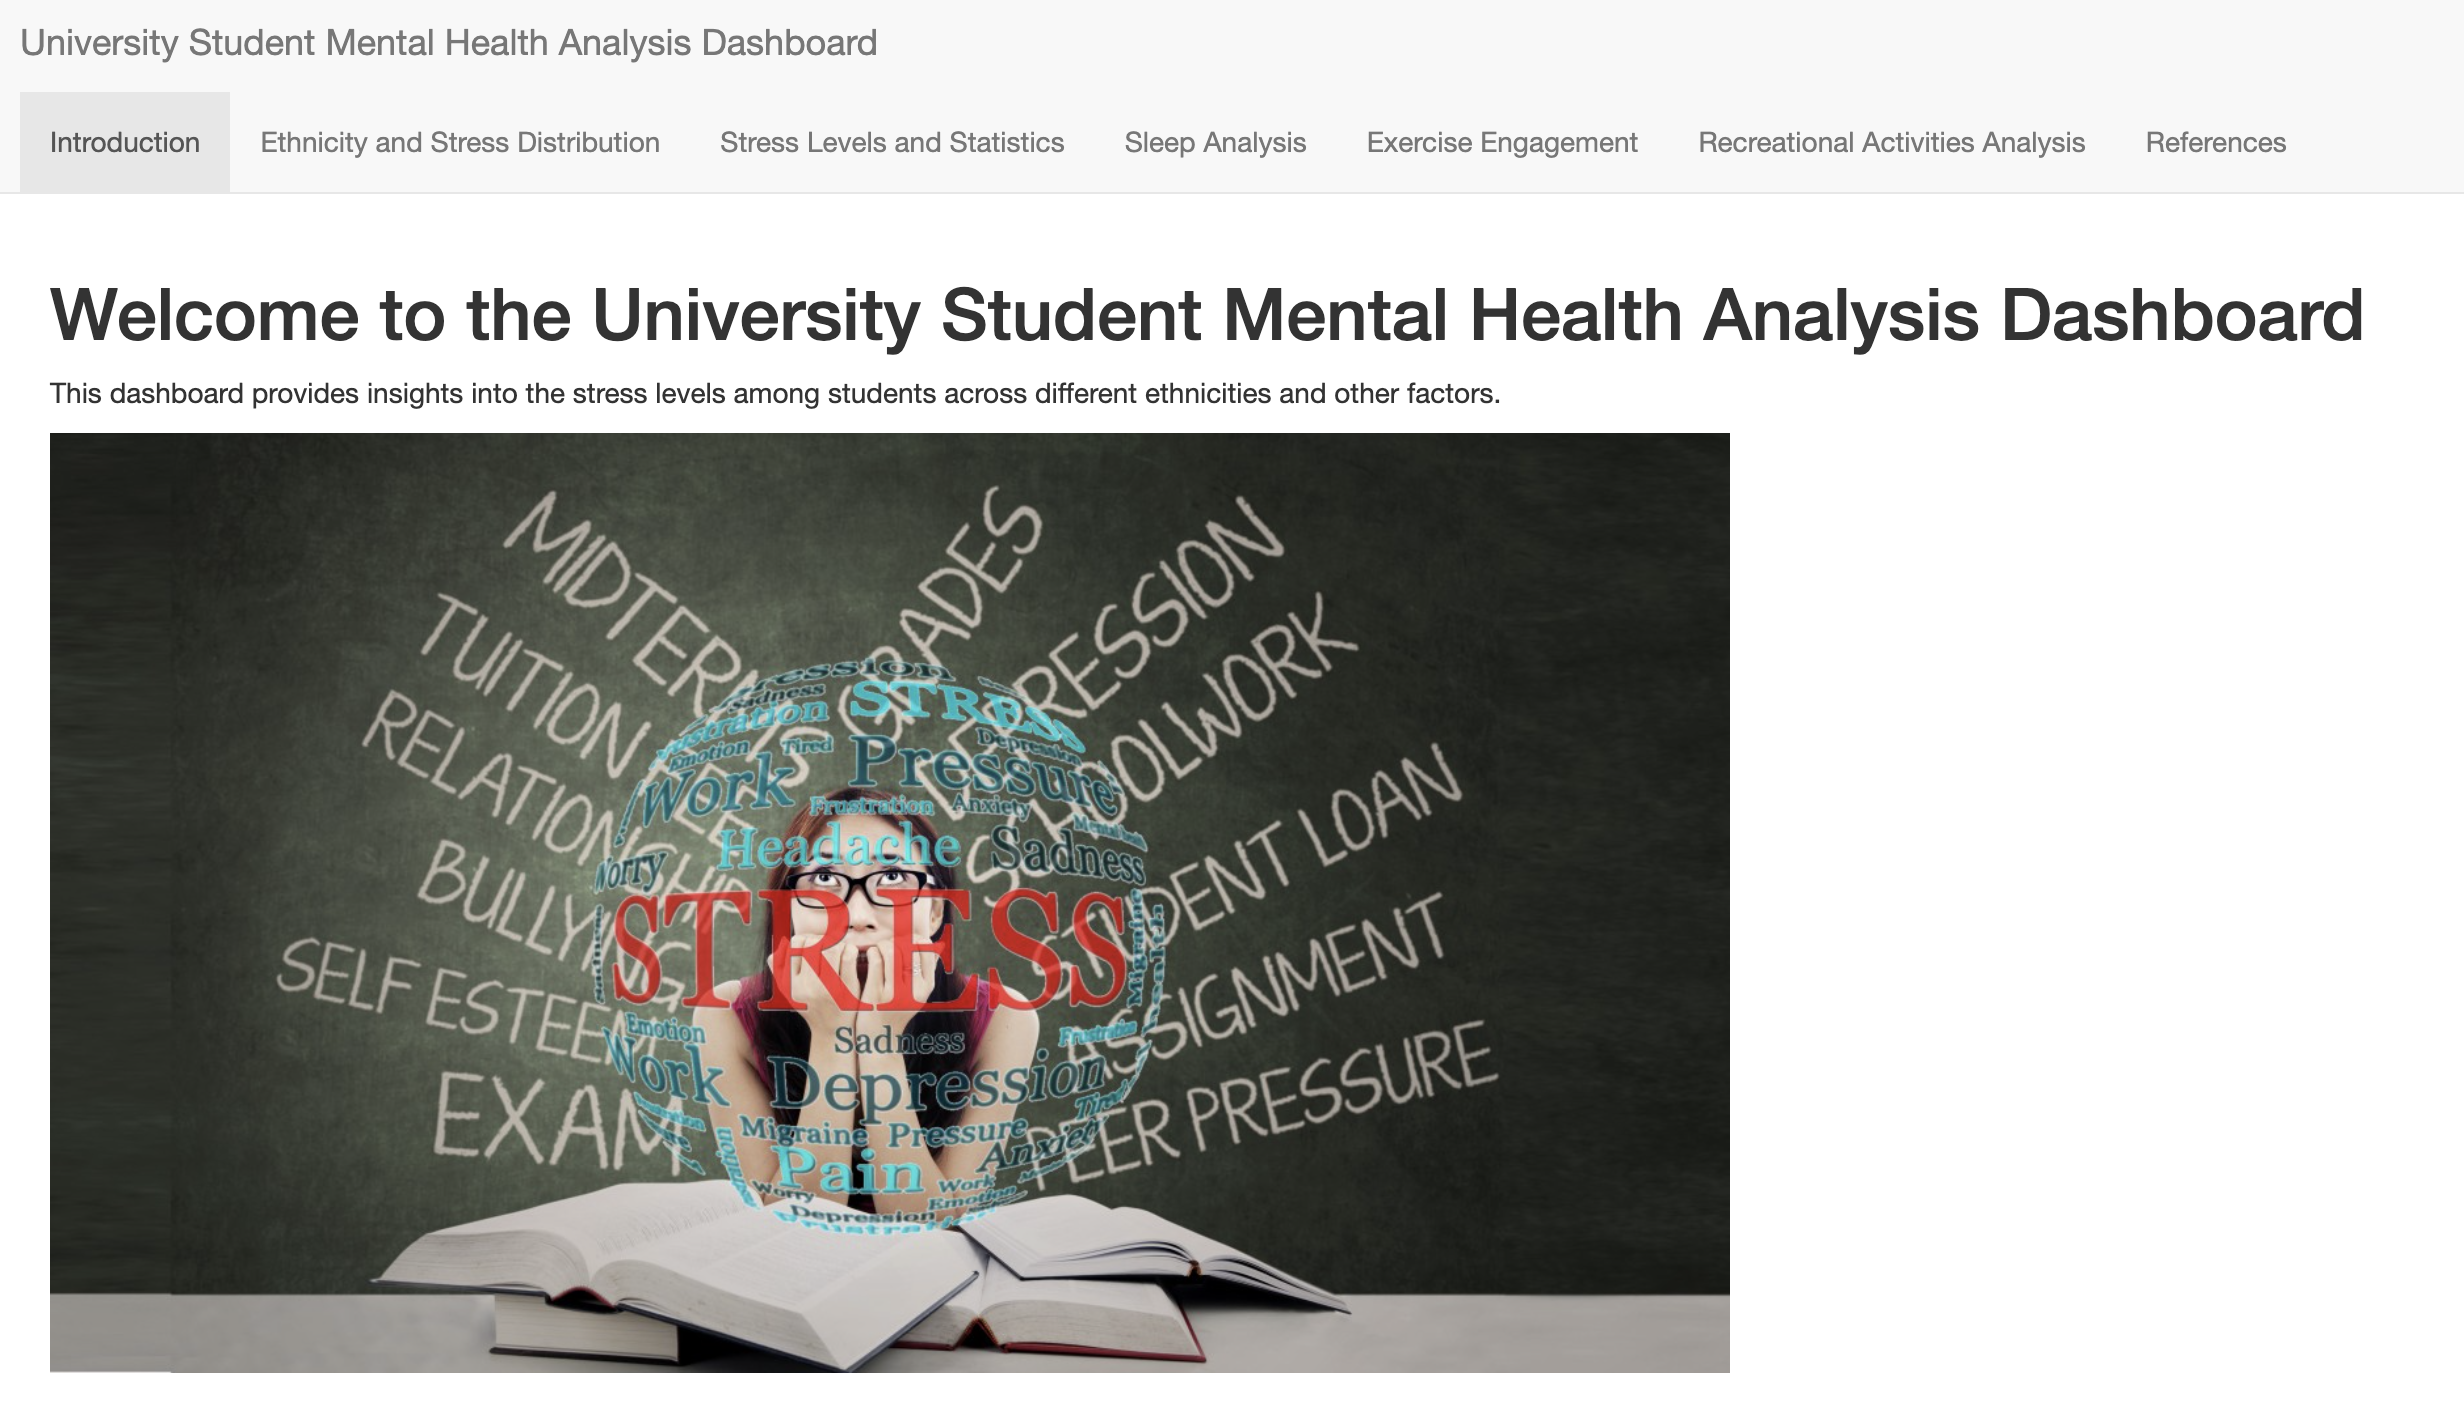 University Student Mental Health Analysis Dashboard
Introduction Ethnicity and Stress Distribution Stress Levels and Statistics Sleep Analysis Exercise Engagement Recreational Activities Analysis References
Welcome to the University Student Mental Health Analysis Dashboard
This dashboard provides insights into the stress levels among students across different ethnicities and other factors.
MIDTERMS
GRADES
DEPRESSION
TUITION FEES
SCHOOLWORK
RELATIONSHIP
BULLYING
STUDENT LOAN
SELF ESTEEM
ASSIGNMENT
EXAM
PEER PRESSURE
ression
Sadness STRESS
ustration
Emotion Tired Pressure Depression
Work
Frustration Anxiety
Headache Sadness
Worry
STRESS
Migraine
Emotion Sadness Frustration
Work Depression
Tired
Migraine Pressure
Anxiety
Pain
Worry Work
Emotion
Depression
Frustration